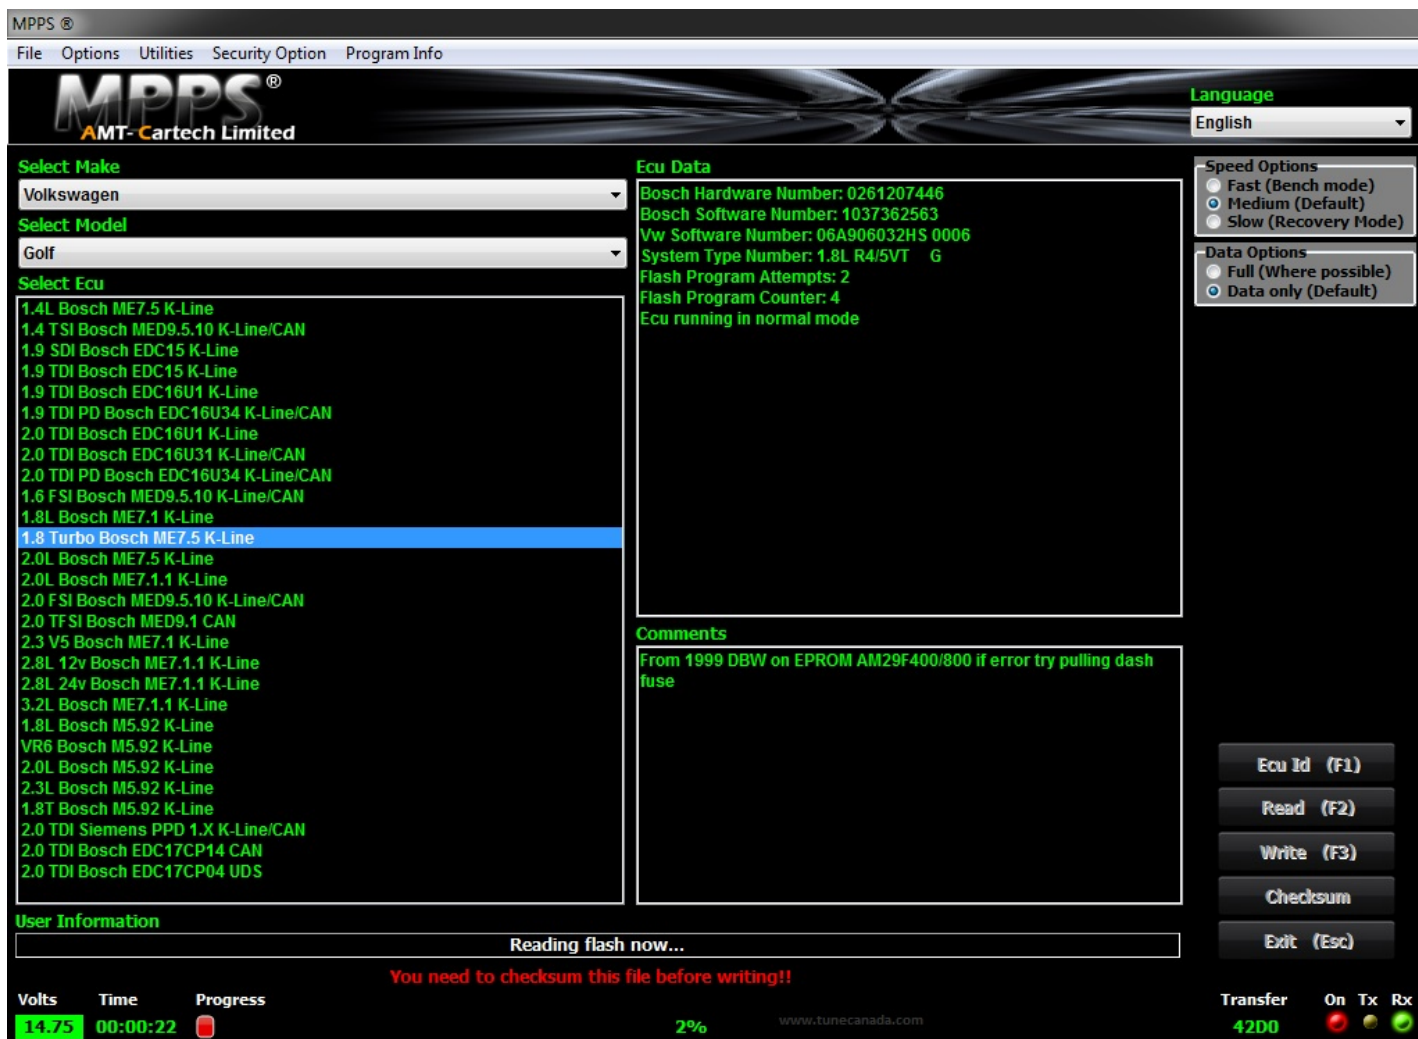 MPPS ®
File Options Utilities Security Option Program Info
MPPS®
AMT- Cartech Limited
Language
English
Select Make
Volkswagen
Select Model
Golf
Select Ecu
1.4L Bosch ME7.5 K-Line
1.4 TSI Bosch MED9.5.10 K-Line/CAN
1.9 SDI Bosch EDC15 K-Line
1.9 TDI Bosch EDC15 K-Line
1.9 TDI Bosch EDC16U1 K-Line
1.9 TDI PD Bosch EDC16U34 K-Line/CAN
2.0 TDI Bosch EDC16U1 K-Line
2.0 TDI Bosch EDC16U31 K-Line/CAN
2.0 TDI PD Bosch EDC16U34 K-Line/CAN
1.6 FSI Bosch MED9.5.10 K-Line/CAN
1.8L Bosch ME7.1 K-Line
1.8 Turbo Bosch ME7.5 K-Line
2.0L Bosch ME7.5 K-Line
2.0L Bosch ME7.1.1 K-Line
2.0 FSI Bosch MED9.5.10 K-Line/CAN
2.0 TFSI Bosch MED9.1 CAN
2.3 V5 Bosch ME7.1 K-Line
2.8L 12v Bosch ME7.1.1 K-Line
2.8L 24v Bosch ME7.1.1 K-Line
3.2L Bosch ME7.1.1 K-Line
1.8L Bosch M5.92 K-Line
VR6 Bosch M5.92 K-Line
2.0L Bosch M5.92 K-Line
2.3L Bosch M5.92 K-Line
1.8T Bosch M5.92 K-Line
2.0 TDI Siemens PPD 1.X K-Line/CAN
2.0 TDI Bosch EDC17CP14 CAN
2.0 TDI Bosch EDC17CP04 UDS
Ecu Data
Bosch Hardware Number: 0261207446
Bosch Software Number: 1037362563
Vw Software Number: 06A906032HS 0006
System Type Number: 1.8L R4/5VT G
Flash Program Attempts: 2
Flash Program Counter: 4
Ecu running in normal mode
Comments
From 1999 DBW on EPROM AM29F400/800 if error try pulling dash
fuse
Speed Options
Fast (Bench mode)
Medium (Default)
Slow (Recovery Mode)
Data Options
Full (Where possible)
Data only (Default)
Ecu Id (F1)
Read (F2)
Write (F3)
Checksum
Exit (Esc)
User Information
Reading flash now...
You need to checksum this file before writing!!
Volts Time Progress
14.75 00:00:22 2%
www.tunecanada.com
Transfer On Tx Rx
42D0